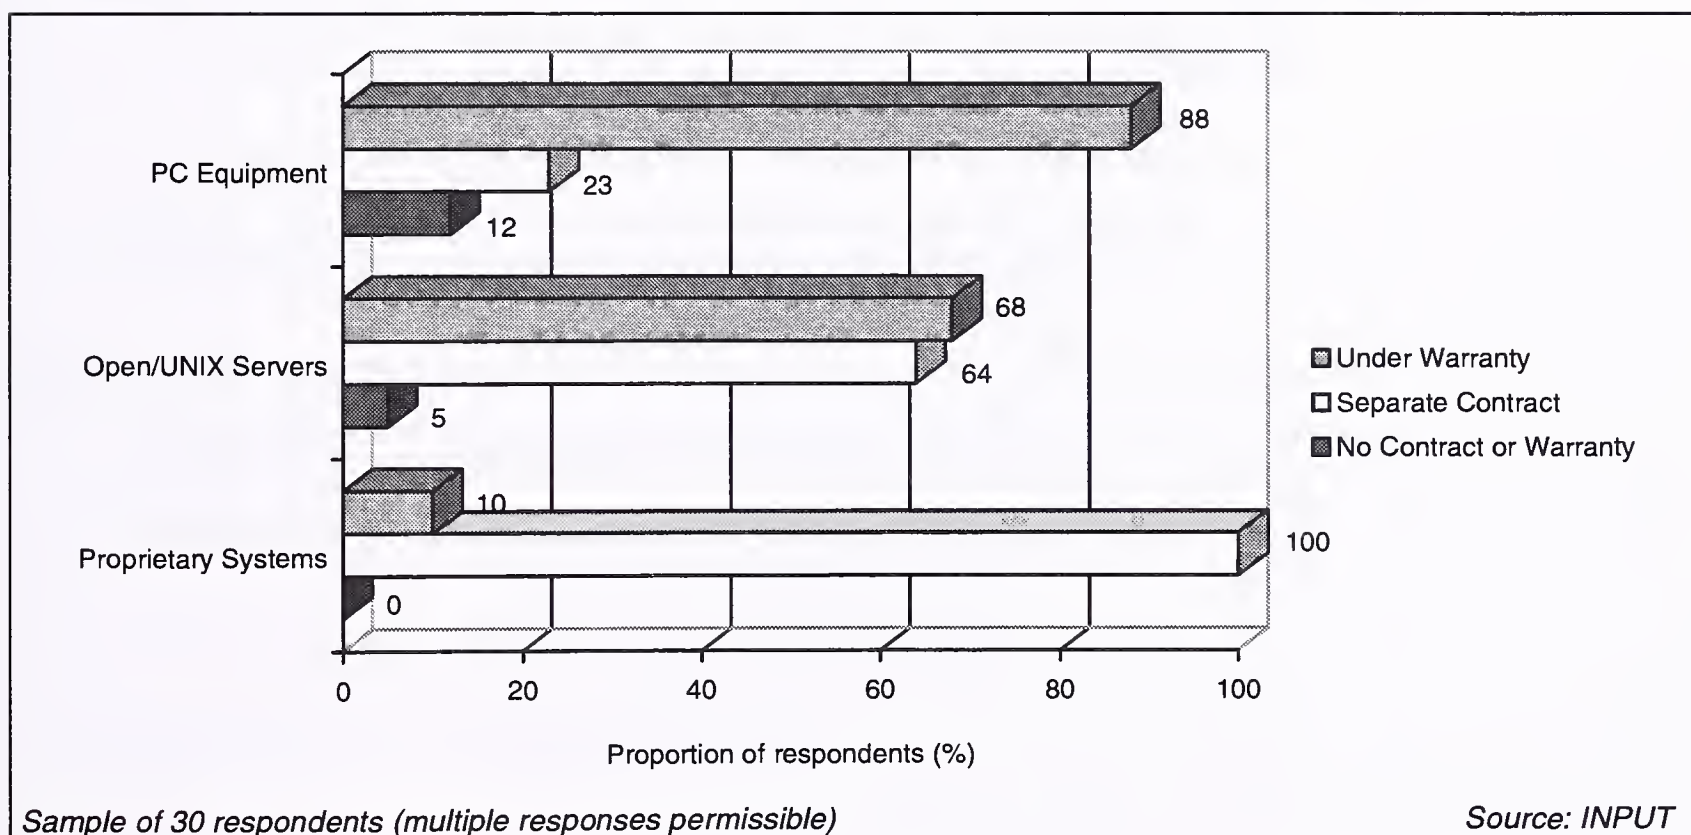 88
PC Equipment
23
12
68
Open/UNIX Servers
64
5
Under Warranty
Separate Contract
No Contract or Warranty
10
Proprietary Systems
100
0
0 20 40 60 80 100
Proportion of respondents (%)
Sample of 30 respondents (multiple responses permissible) Source: INPUT